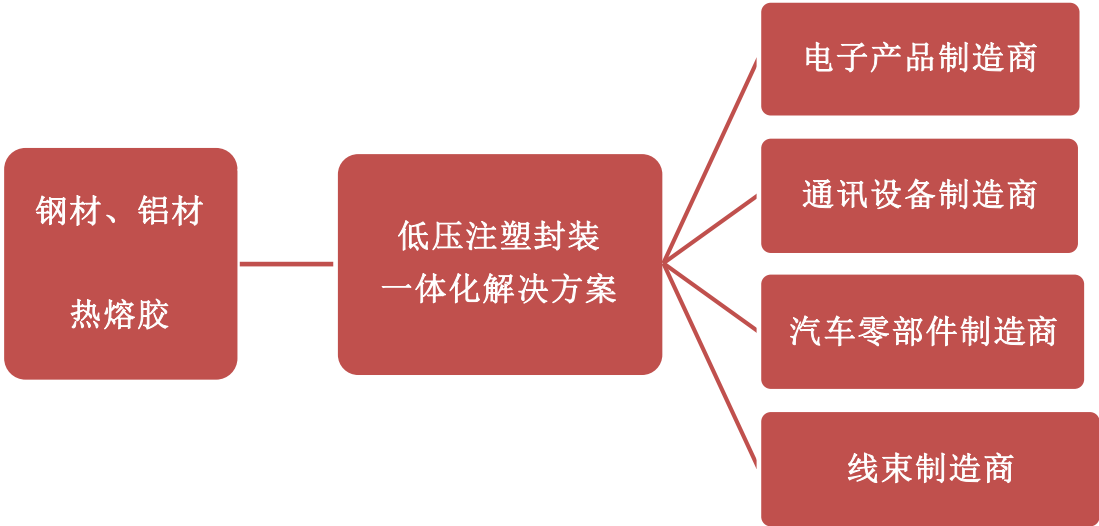 钢材、铝材
热熔胶
低压注塑封装
一体化解决方案
电子产品制造商
通讯设备制造商
汽车零部件制造商
线束制造商